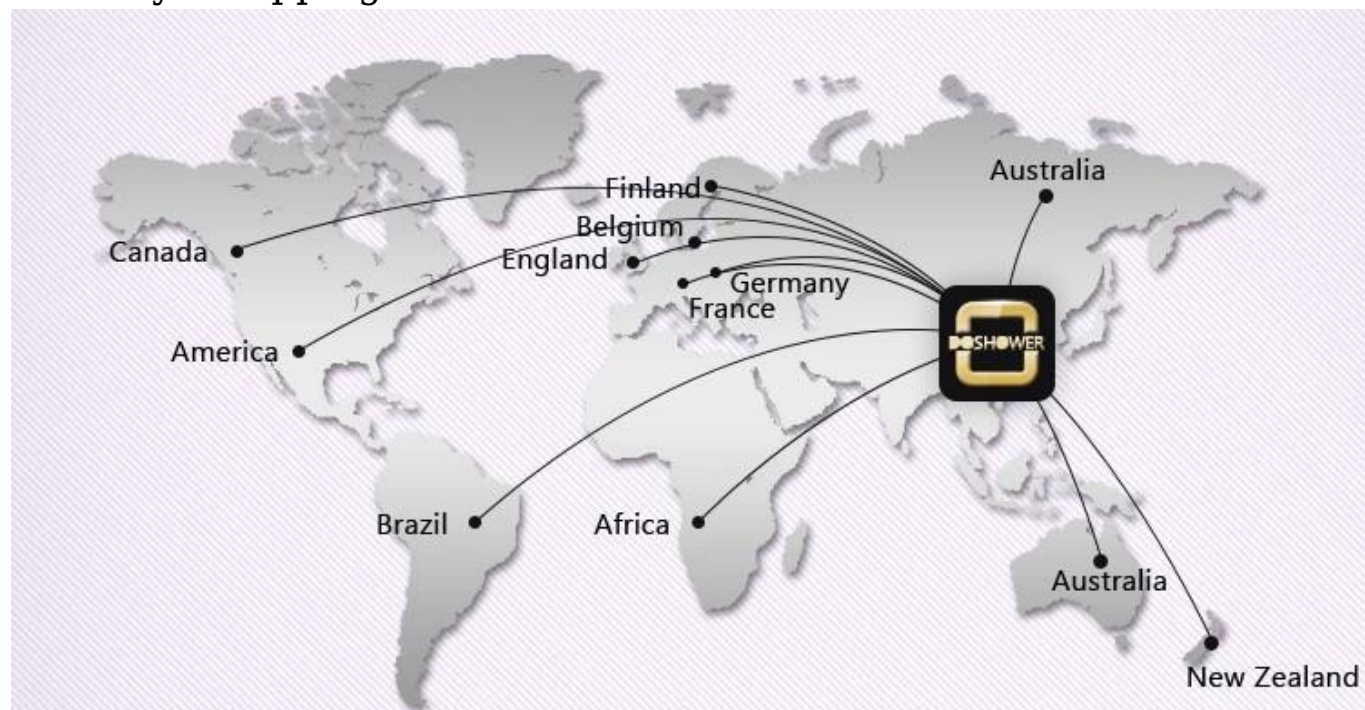 Finland
Australia
Belgium
Canada
England
Germany
France
DOSHOWER
America
Brazil
Africa
Australia
New Zealand